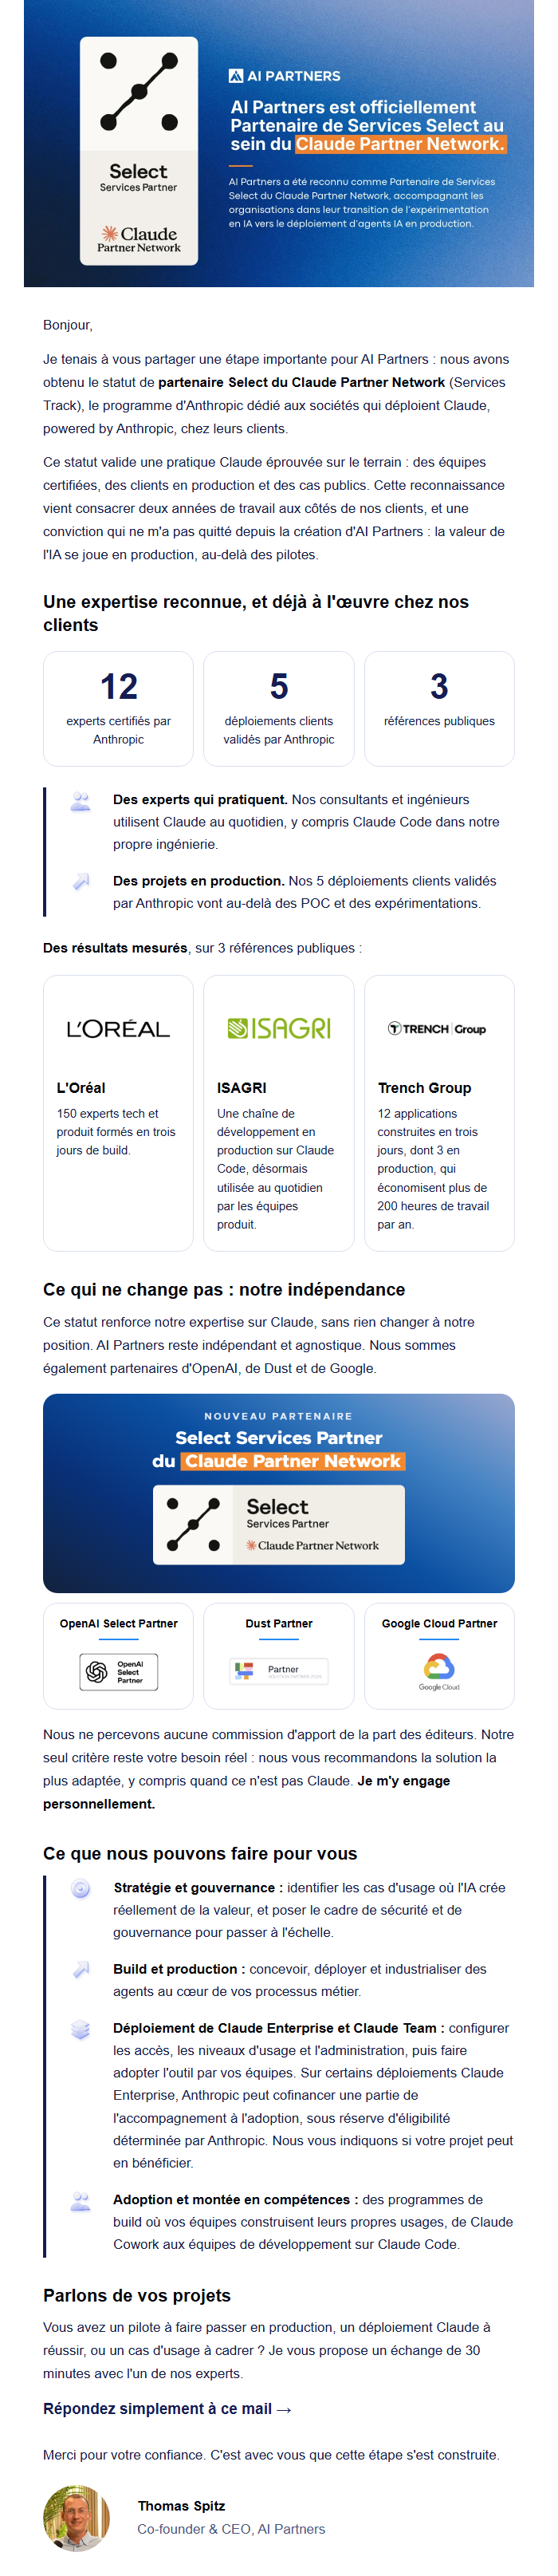 Select
Services Partner
Claude
Partner Network
AI PARTNERS
AI Partners est officiellement
Partenaire de Services Select au
sein du Claude Partner Network.
AI Partners a été reconnu comme Partenaire de Services
Select du Claude Partner Network, accompagnant les
organisations dans leur transition de l'expérimentation
en IA vers le déploiement d'agents IA en production.
Bonjour,
Je tenais à vous partager une étape importante pour AI Partners : nous avons
obtenu le statut de partenaire Select du Claude Partner Network (Services
Track), le programme d'Anthropic dédié aux sociétés qui déploient Claude,
powered by Anthropic, chez leurs clients.
Ce statut valide une pratique Claude éprouvée sur le terrain : des équipes
certifiées, des clients en production et des cas publics. Cette reconnaissance
vient consacrer deux années de travail aux côtés de nos clients, et une
conviction qui ne m'a pas quitté depuis la création d'AI Partners : la valeur de
l'IA se joue en production, au-delà des pilotes.
Une expertise reconnue, et déjà à l'œuvre chez nos
clients
12
experts certifiés par
Anthropic
5
déploiements clients
validés par Anthropic
3
références publiques
Des experts qui pratiquent. Nos consultants et ingénieurs
utilisent Claude au quotidien, y compris Claude Code dans notre
propre ingénierie.
Des projets en production. Nos 5 déploiements clients validés
par Anthropic vont au-delà des POC et des expérimentations.
Des résultats mesurés, sur 3 références publiques :
L'ORÉAL
L'Oréal
150 experts tech et
produit formés en trois
jours de build.
ISAGRI
ISAGRI
Une chaîne de
développement en
production sur Claude
Code, désormais
utilisée au quotidien
par les équipes
produit.
TRENCH Group
Trench Group
12 applications
construites en trois
jours, dont 3 en
production, qui
économisent plus de
200 heures de travail
par an.
Ce qui ne change pas : notre indépendance
Ce statut renforce notre expertise sur Claude, sans rien changer à notre
position. AI Partners reste indépendant et agnostique. Nous sommes
également partenaires d'OpenAI, de Dust et de Google.
NOUVEAU PARTENAIRE
Select Services Partner
du Claude Partner Network
Select
Services Partner
Claude Partner Network
OpenAI Select Partner
OpenAI
Select
Partner
Dust Partner
Partner
Google Cloud Partner
Google Cloud
Nous ne percevons aucune commission d'apport de la part des éditeurs. Notre
seul critère reste votre besoin réel : nous vous recommandons la solution la
plus adaptée, y compris quand ce n'est pas Claude. Je m'y engage
personnellement.
Ce que nous pouvons faire pour vous
Stratégie et gouvernance : identifier les cas d'usage où l'IA crée
réellement de la valeur, et poser le cadre de sécurité et de
gouvernance pour passer à l'échelle.
Build et production : concevoir, déployer et industrialiser des
agents au cœur de vos processus métier.
Déploiement de Claude Enterprise et Claude Team : configurer
les accès, les niveaux d'usage et l'administration, puis faire
adopter l'outil par vos équipes. Sur certains déploiements Claude
Enterprise, Anthropic peut cofinancer une partie de
l'accompagnement à l'adoption, sous réserve d'éligibilité
déterminée par Anthropic. Nous vous indiquons si votre projet peut
en bénéficier.
Adoption et montée en compétences : des programmes de
build où vos équipes construisent leurs propres usages, de Claude
Cowork aux équipes de développement sur Claude Code.
Parlons de vos projets
Vous avez un pilote à faire passer en production, un déploiement Claude à
réussir, ou un cas d'usage à cadrer ? Je vous propose un échange de 30
minutes avec l'un de nos experts.
Répondez simplement à ce mail →
Merci pour votre confiance. C'est avec vous que cette étape s'est construite.
Thomas Spitz
Co-founder & CEO, AI Partners